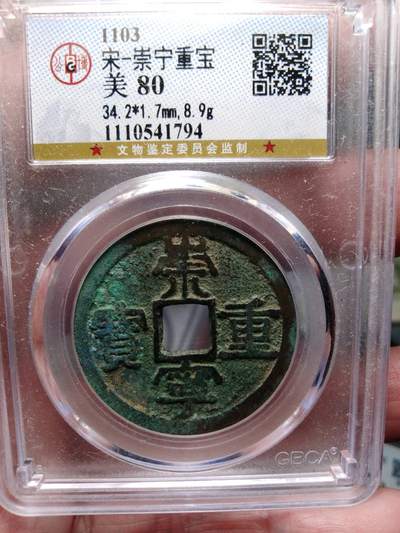 1103
宋-崇宁重宝
美 80
34.2*1.7mm,8.9g
1110541794
★ 文物鉴定委员会监制 ★
崇
寳 重
寧
GBCA